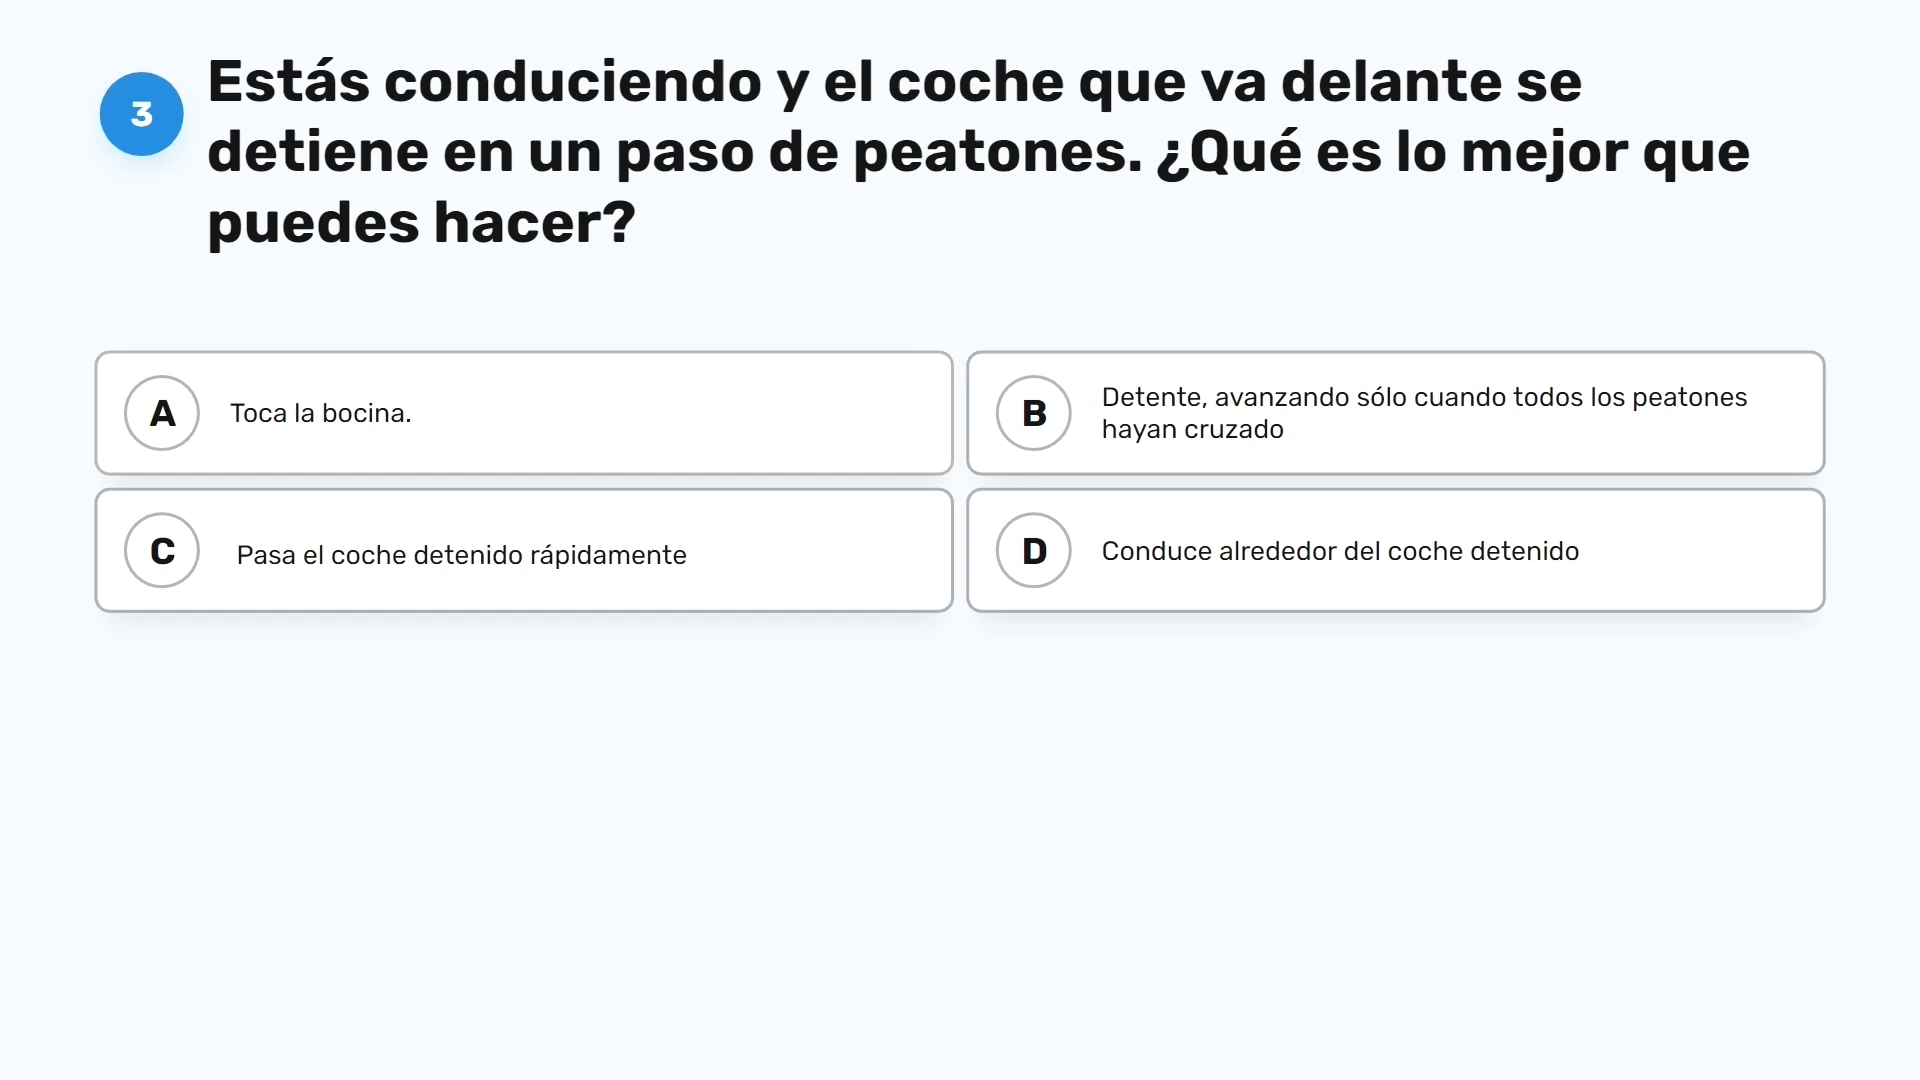 3
Estás conduciendo y el coche que va delante se
detiene en un paso de peatones. ¿Qué es lo mejor que
puedes hacer?
A
Toca la bocina.
B
Detente, avanzando sólo cuando todos los peatones
hayan cruzado
C
Pasa el coche detenido rápidamente
D
Conduce alrededor del coche detenido